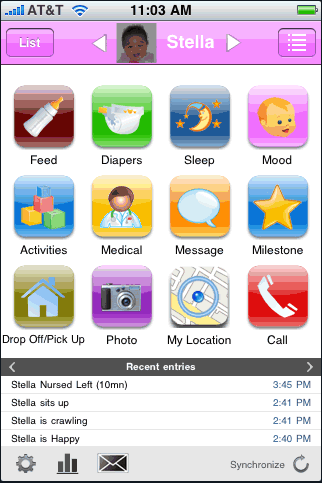 AT&T 11:03 AM
List Stella
Feed Diapers Sleep Mood
Activities Medical Message Milestone
Drop Off/Pick Up Photo My Location Call
Recent entries
Stella Nursed Left (10mn) 3:45 PM
Stella sits up 2:41 PM
Stella is crawling 2:41 PM
Stella is Happy 2:40 PM
Synchronize